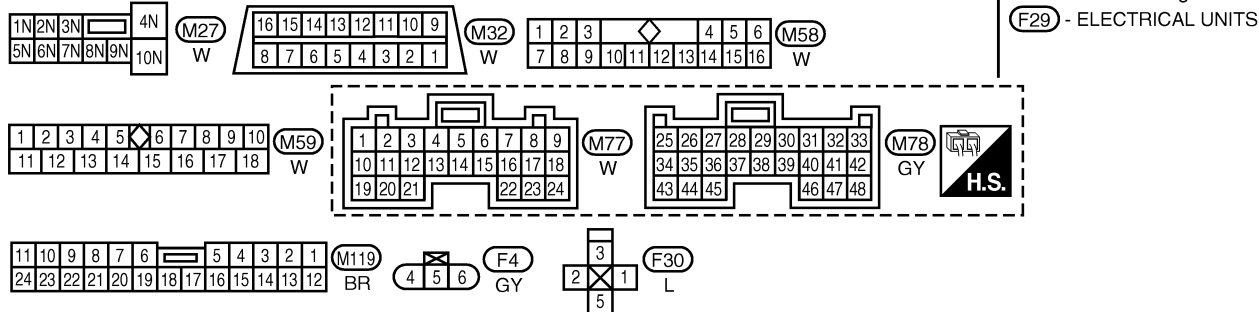 1N 2N 3N 4N
5N 6N 7N 8N 9N 10N
M27
W
16 15 14 13 12 11 10 9
8 7 6 5 4 3 2 1
M32
W
1 2 3 4 5 6
7 8 9 10 11 12 13 14 15 16
M58
W
F29 - ELECTRICAL UNITS
1 2 3 4 5 6 7 8 9 10
11 12 13 14 15 16 17 18
M59
W
1 2 3 4 5 6 7 8 9
10 11 12 13 14 15 16 17 18
19 20 21 22 23 24
M77
W
25 26 27 28 29 30 31 32 33
34 35 36 37 38 39 40 41 42
43 44 45 46 47 48
M78
GY
H.S.
11 10 9 8 7 6 5 4 3 2 1
24 23 22 21 20 19 18 17 16 15 14 13 12
M119
BR
4 5 6
F4
GY
3
2 1
5
F30
L